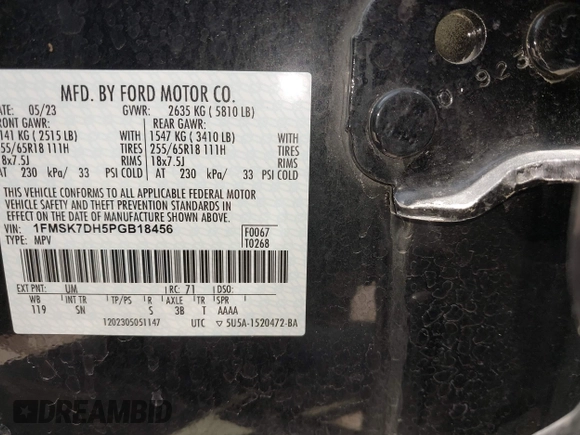 MFD. BY FORD MOTOR CO.
05/23 GVWR: 2635 KG ( 5810 LB)
GAWR: REAR GAWR:
KG ( 2515 LB) WITH 1547 KG ( 3410 LB) WITH
55/65R18 111H TIRES 255/65R18 111H TIRES
18x7.5J RIMS 18x7.5J RIMS
AT 230 kPa/ 33 PSI COLD AT 230 kPa/ 33 PSI COLD
THIS VEHICLE CONFORMS TO ALL APPLICABLE FEDERAL MOTOR
VEHICLE SAFETY AND THEFT PREVENTION STANDARDS IN
EFFECT ON THE DATE OF MANUFACTURE SHOWN ABOVE.
VIN: 1FMSK7DH5PGB18456 F0067
TYPE: MPV T0268
EXT PNT: UM RC: 71 DSO:
WB INT TR TP/PS R AXLE TR SPR
119 SN S 3B T AAAA
1202305051147 UTC 5U5A-1520472-BA
DREAMBID